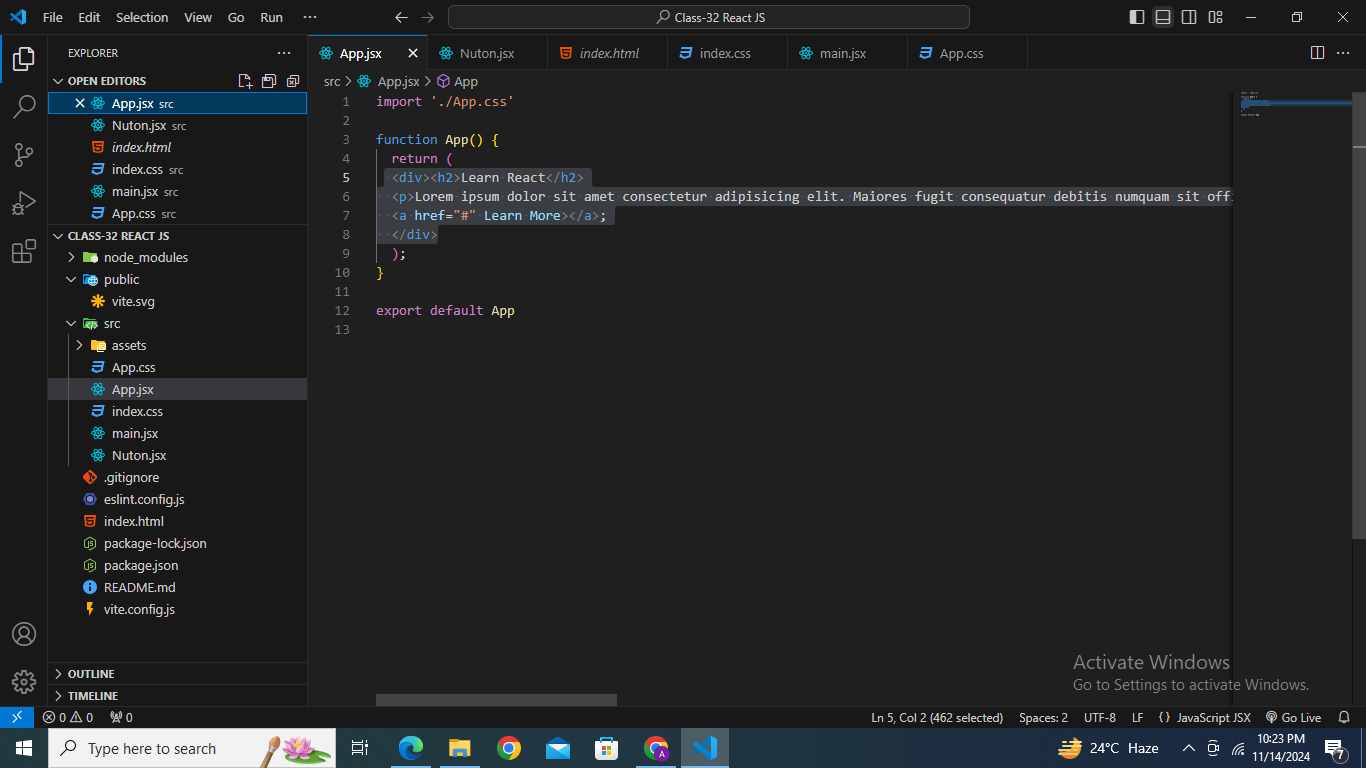 File Edit Selection View Go Run ··· Class-32 React JS
EXPLORER ···
OPEN EDITORS
App.jsx src
Nuton.jsx src
index.html
index.css src
main.jsx src
App.css src
CLASS-32 REACT JS
node_modules
public
vite.svg
src
assets
App.css
App.jsx
index.css
main.jsx
Nuton.jsx
.gitignore
eslint.config.js
index.html
package-lock.json
package.json
README.md
vite.config.js
OUTLINE
TIMELINE
App.jsx Nuton.jsx index.html index.css main.jsx App.css ···
src > App.jsx > App
1 import './App.css'
2
3 function App() {
4 return (
5 <div><h2>Learn React</h2>
6 <p>Lorem ipsum dolor sit amet consectetur adipisicing elit. Maiores fugit consequatur debitis numquam sit off
7 <a href="#" Learn More></a>;
8 </div>
9 );
10 }
11
12 export default App
13
Activate Windows
Go to Settings to activate Windows.
0 0 0 Ln 5, Col 2 (462 selected) Spaces: 2 UTF-8 LF {} JavaScript JSX Go Live
Type here to search A 24°C Haze 10:23 PM
11/14/2024 7